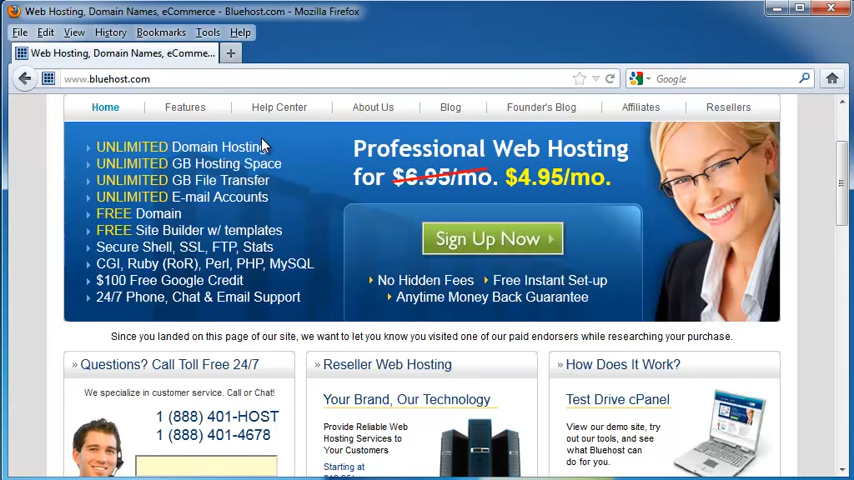 Web Hosting, Domain Names, eCommerce - Bluehost.com - Mozilla Firefox
File Edit View History Bookmarks Tools Help
Web Hosting, Domain Names, eComme... +
www.bluehost.com Google
Home Features Help Center About Us Blog Founder's Blog Affiliates Resellers
UNLIMITED Domain Hosting
UNLIMITED GB Hosting Space
UNLIMITED GB File Transfer
UNLIMITED E-mail Accounts
FREE Domain
FREE Site Builder w/ templates
Secure Shell, SSL, FTP, Stats
CGI, Ruby (RoR), Perl, PHP, MySQL
$100 Free Google Credit
24/7 Phone, Chat & Email Support
Professional Web Hosting
for $6.95/mo. $4.95/mo.
Sign Up Now
No Hidden Fees Free Instant Set-up
Anytime Money Back Guarantee
Since you landed on this page of our site, we want to let you know you visited one of our paid endorsers while researching your purchase.
» Questions? Call Toll Free 24/7
We specialize in customer service. Call or Chat!
1 (888) 401-HOST
1 (888) 401-4678
» Reseller Web Hosting
Your Brand, Our Technology
Provide Reliable Web
Hosting Services to
Your Customers
Starting at
» How Does It Work?
Test Drive cPanel
View our demo site, try
out our tools, and see
what Bluehost can
do for you.